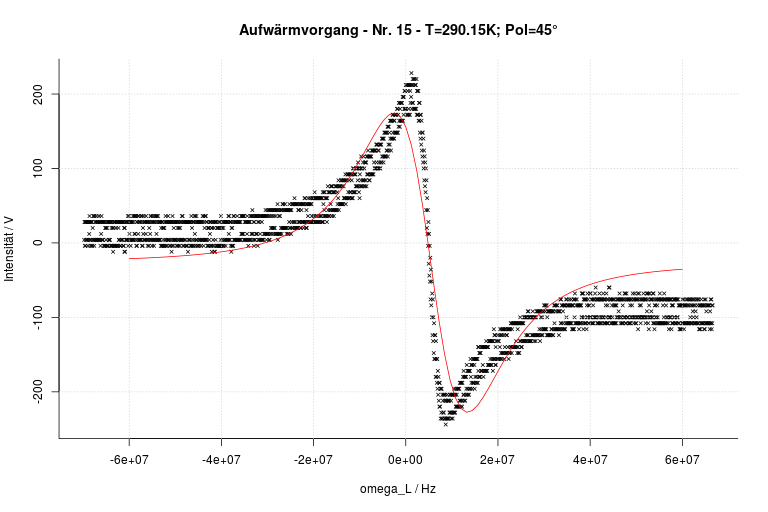 Aufwärmvorgang - Nr. 15 - T=290.15K; Pol=45°
200
100
0
-100
-200
Intensität / V
-6e+07 -4e+07 -2e+07 0e+00 2e+07 4e+07 6e+07
omega_L / Hz